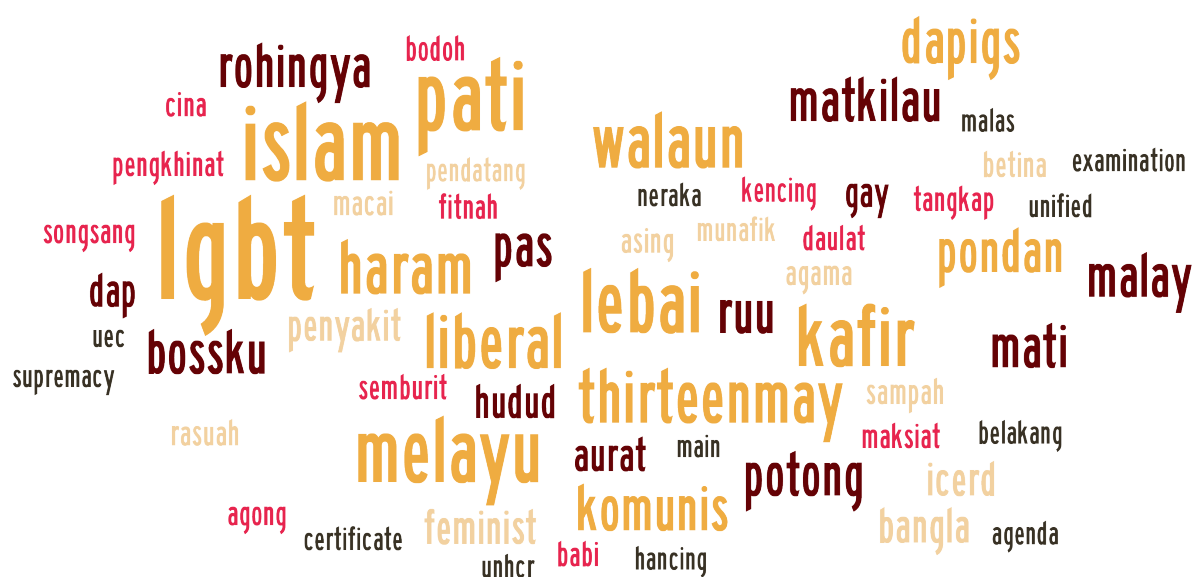 dapigs
bodoh
rohingya
pati
matkilau
cina
islam
malas
walaun
pengkhinat
pendatang
betina
examination
macai
neraka
kencing
gay
tangkap
unified
fitnah
songsang
lgbt
asing
munafik
daulat
haram
pas
pondan
malay
dap
agama
lebai
ruu
penyakit
uec
bossku
liberal
kafir
mati
supremacy
semburit
hudud
thirteenmay
sampah
rasuah
melayu
aurat
main
maksiat
belakang
potong
icerd
agong
komunis
certificate
feminist
bangla
agenda
unhcr
babi
hancing